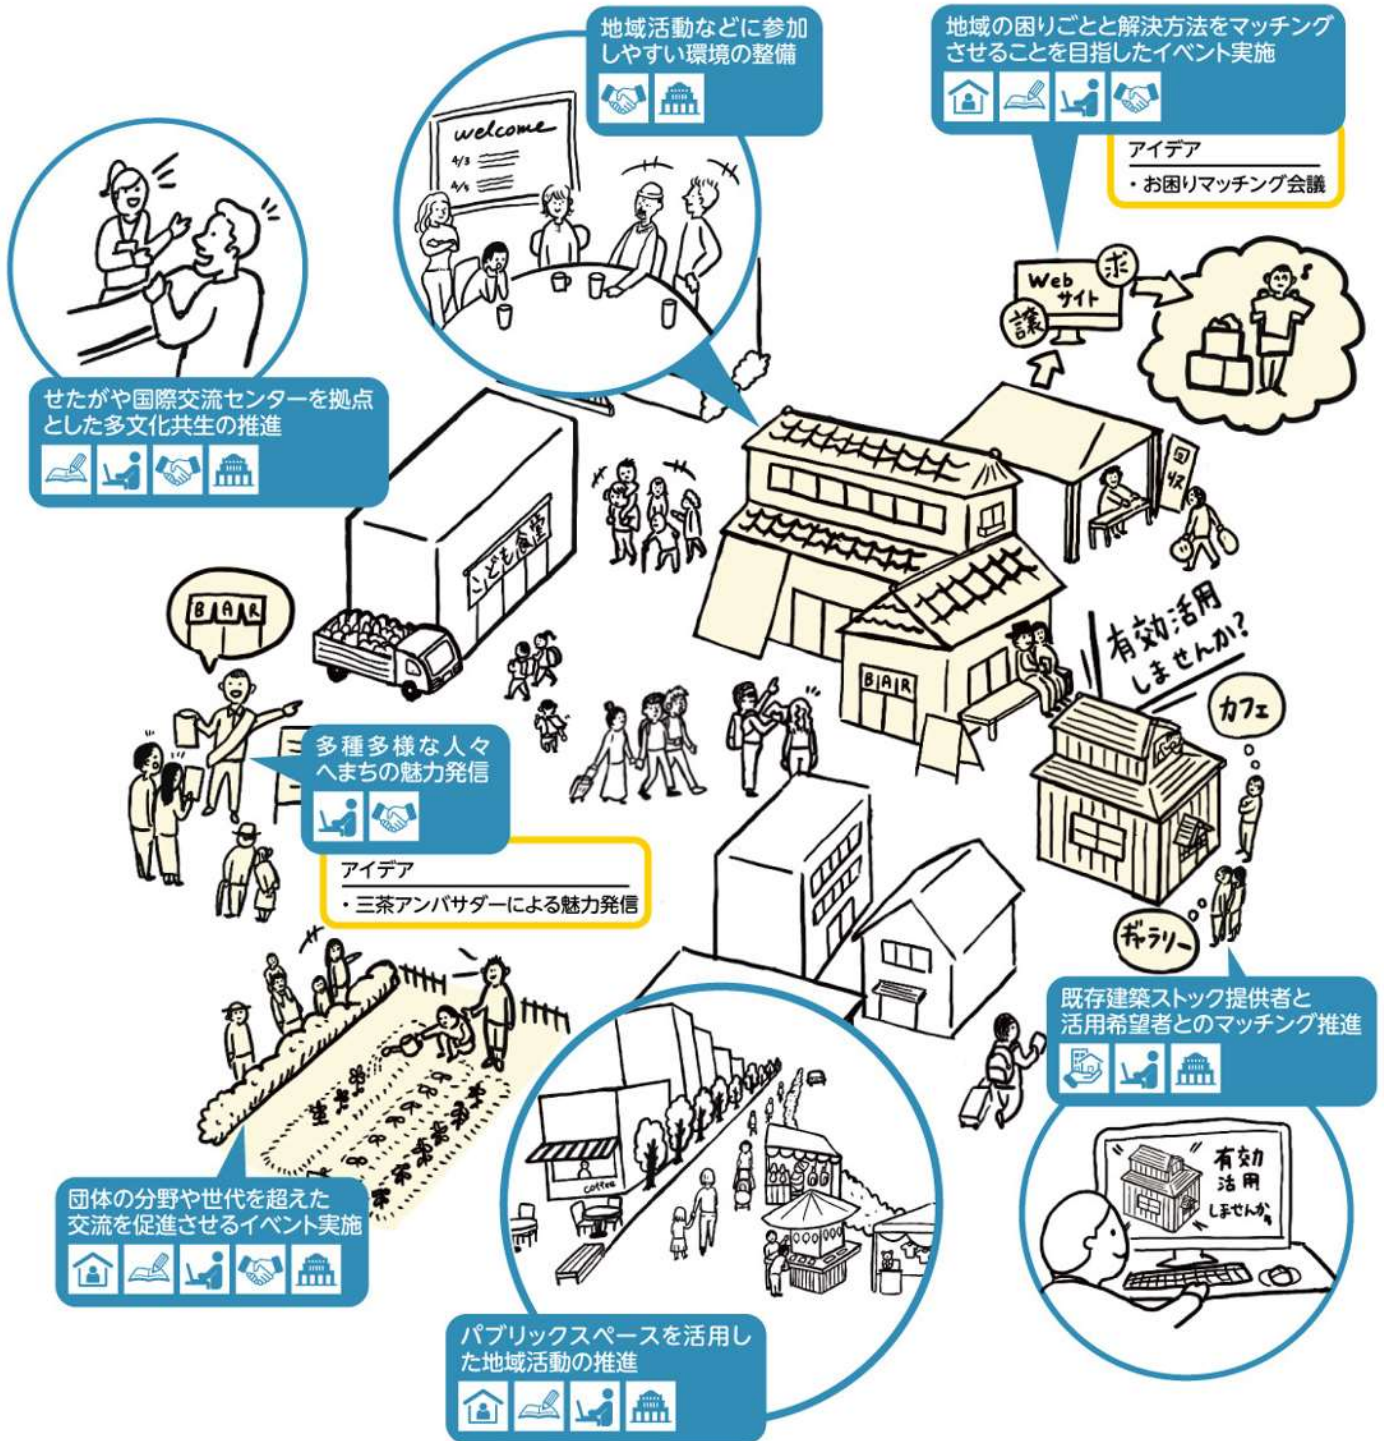 地域活動などに参加
しやすい環境の整備
地域の困りごとと解決方法をマッチング
させることを目指したイベント実施
アイデア
・お困りマッチング会議
welcome
4/3
4/5
Web
サイト
求
譲
せたがや国際交流センターを拠点
とした多文化共生の推進
回収
こども食堂
BAR
BAR
有効活用
しませんか?
カフェ
ギャラリー
多種多様な人々
へまちの魅力発信
アイデア
・三茶アンバサダーによる魅力発信
既存建築ストック提供者と
活用希望者とのマッチング推進
有効
活用
しませんか
団体の分野や世代を超えた
交流を促進させるイベント実施
coffee
パブリックスペースを活用し
た地域活動の推進